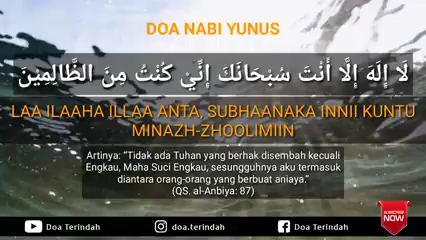 DOA NABI YUNUS
لَا إِلَهَ إِلَّا أَنْتَ سُبْحَانَكَ إِنِّي كُنْتُ مِنَ الظَّالِمِينَ
LAA ILAAHA ILLAA ANTA, SUBHAANAKA INNII KUNTU
MINAZH-ZHOOLIMIIN
Artinya: “Tidak ada Tuhan yang berhak disembah kecuali
Engkau, Maha Suci Engkau, sesungguhnya aku termasuk
diantara orang-orang yang berbuat aniaya.”
(QS. al-Anbiya: 87)
Doa Terindah
doa.terindah
Doa Terindah
SUBSCRIBE
NOW